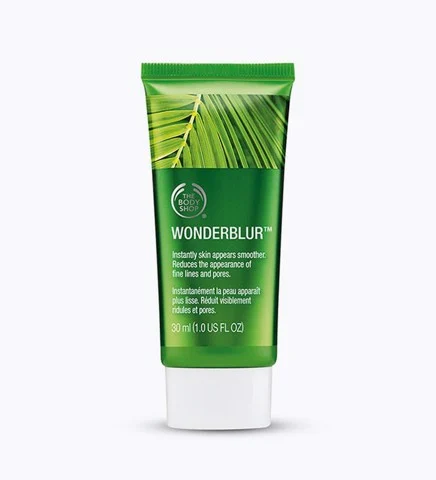 THE
BODY
SHOP
WONDERBLUR™
Instantly skin appears smoother.
Reduces the appearance of
fine lines and pores.
Instantanément la peau apparaît
plus lisse. Réduit visiblement
ridules et pores.
30 ml (1.0 US FL OZ)